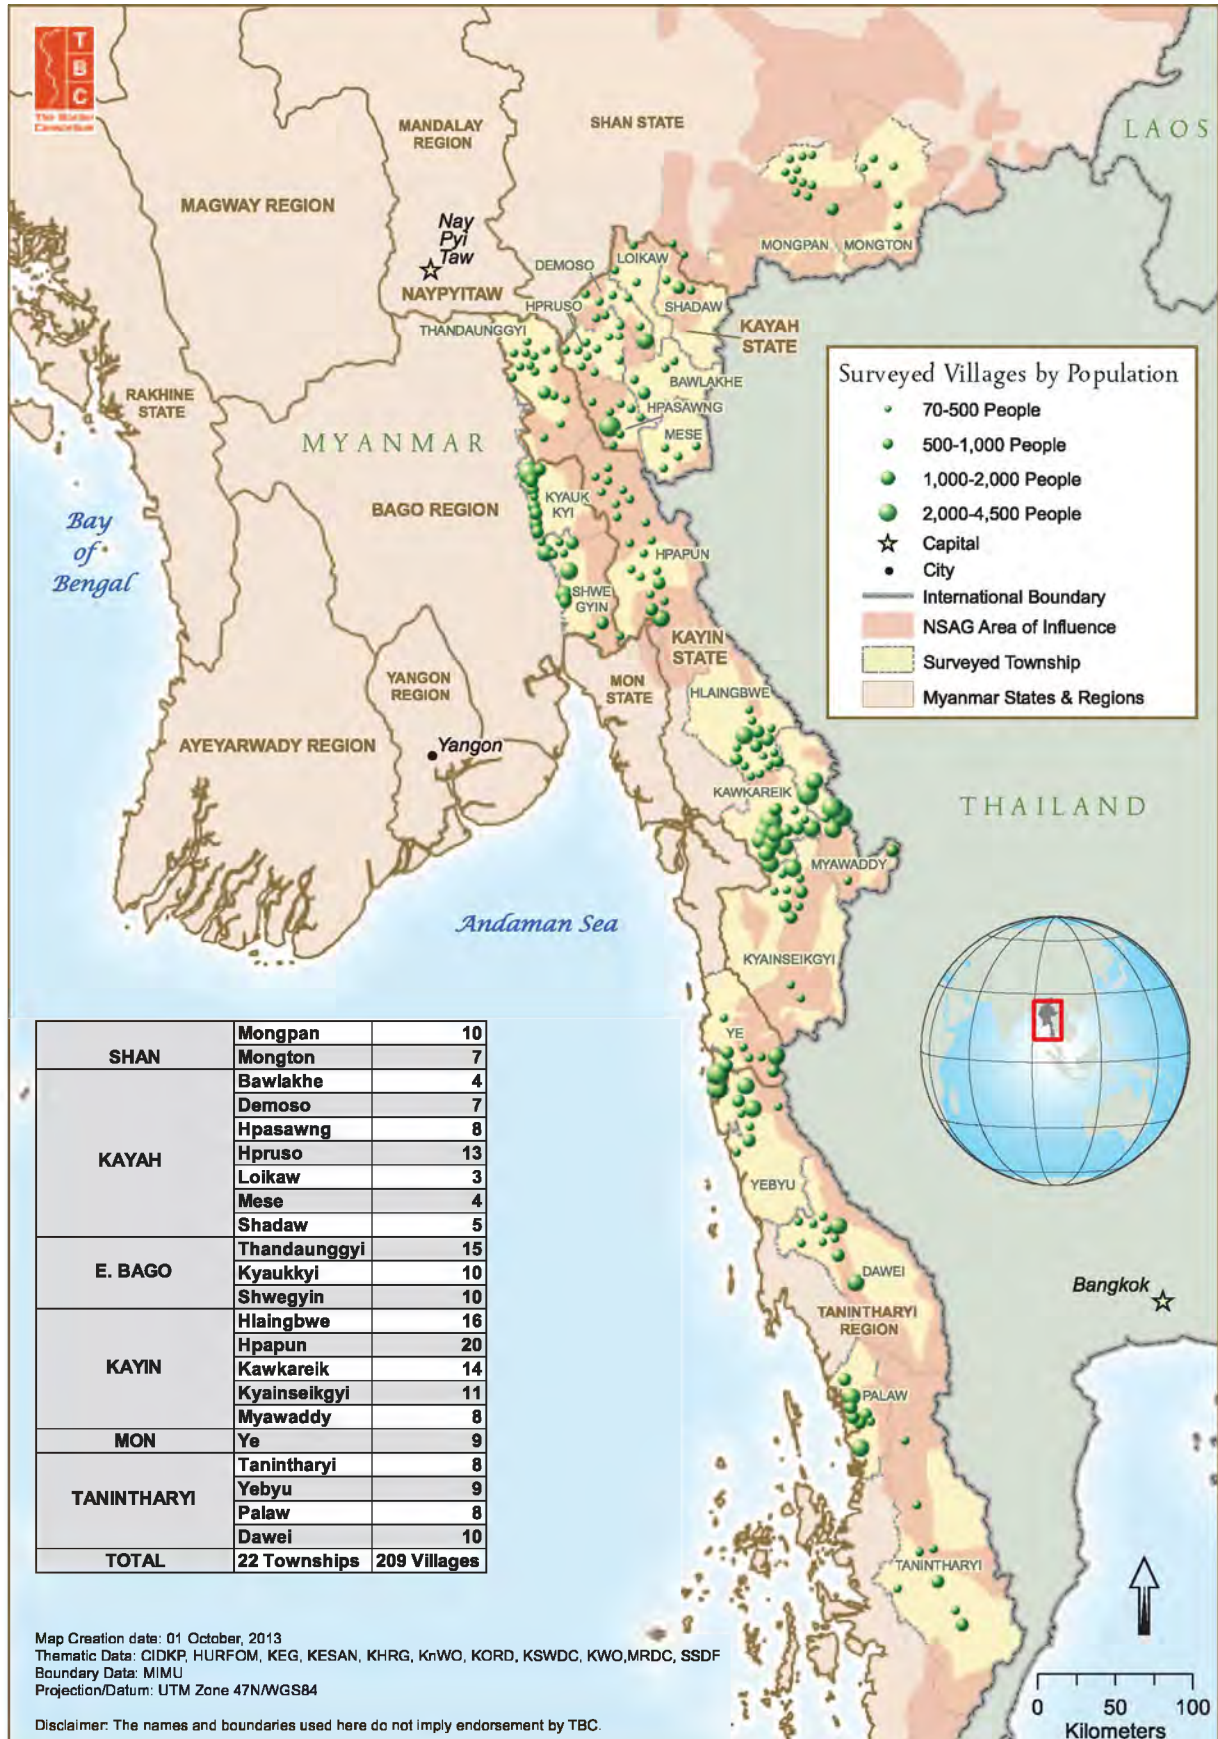 T
B
C
The Border
Consortium
MANDALAY
REGION
SHAN STATE
LAOS
MAGWAY REGION
Nay
Pyi
Taw
NAYPYITAW
MONGPAN
MONGTON
DEMOSO
LOIKAW
HPRUSO
SHADAW
THANDAUNGGYI
KAYAH
STATE
RAKHINE
STATE
BAWLAKHE
HPASAWNG
MESE
MYANMAR
BAGO REGION
KYAUK
KYI
Bay
of
Bengal
HPAPUN
SHWE
GYIN
KAYIN
STATE
YANGON
REGION
MON
STATE
HLAINGBWE
AYEYARWADY REGION
Yangon
KAWKAREIK
THAILAND
MYAWADDY
Andaman Sea
KYAINSEIKGYI
YE
YEBYU
DAWEI
Bangkok
TANINTHARYI
REGION
PALAW
TANINTHARYI
Surveyed Villages by Population
70-500 People
500-1,000 People
1,000-2,000 People
2,000-4,500 People
Capital
City
International Boundary
NSAG Area of Influence
Surveyed Township
Myanmar States & Regions
SHAN Mongpan 10
Mongton 7
KAYAH Bawlakhe 4
Demoso 7
Hpasawng 8
Hpruso 13
Loikaw 3
Mese 4
Shadaw 5
E. BAGO Thandaunggyi 15
Kyaukkyi 10
Shwegyin 10
KAYIN Hlaingbwe 16
Hpapun 20
Kawkareik 14
Kyainseikgyi 11
Myawaddy 8
MON Ye 9
TANINTHARYI Tanintharyi 8
Yebyu 9
Palaw 8
Dawei 10
TOTAL 22 Townships 209 Villages
Map Creation date: 01 October, 2013
Thematic Data: CIDKP, HURFOM, KEG, KESAN, KHRG, KnWO, KORD, KSWDC, KWO,MRDC, SSDF
Boundary Data: MIMU
Projection/Datum: UTM Zone 47N/WGS84
Disclaimer: The names and boundaries used here do not imply endorsement by TBC.
0 50 100
Kilometers